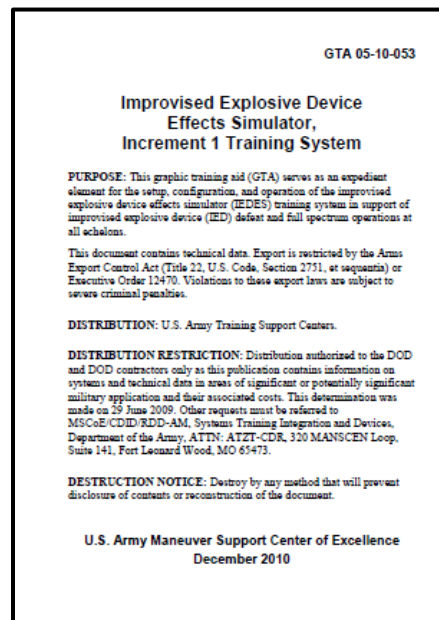 GTA 05-10-053
Improvised Explosive Device
Effects Simulator,
Increment 1 Training System
PURPOSE: This graphic training aid (GTA) serves as an expedient
element for the setup, configuration, and operation of the improvised
explosive device effects simulator (IEDES) training system in support of
improvised explosive device (IED) defeat and full spectrum operations at
all echelons.
This document contains technical data. Export is restricted by the Arms
Export Control Act (Title 22, U.S. Code, Section 2751, et sequentia) or
Executive Order 12470. Violations to these export laws are subject to
severe criminal penalties.
DISTRIBUTION: U.S. Army Training Support Centers.
DISTRIBUTION RESTRICTION: Distribution authorized to the DOD
and DOD contractors only as this publication contains information on
systems and technical data in areas of significant or potentially significant
military application and their associated costs. This determination was
made on 29 June 2009. Other requests must be referred to
MSCoE/CDID/RDD-AM, Systems Training Integration and Devices,
Department of the Army, ATTN: ATZT-CDR, 320 MANSCEN Loop,
Suite 141, Fort Leonard Wood, MO 65473.
DESTRUCTION NOTICE: Destroy by any method that will prevent
disclosure of contents or reconstruction of the document.
U.S. Army Maneuver Support Center of Excellence
December 2010